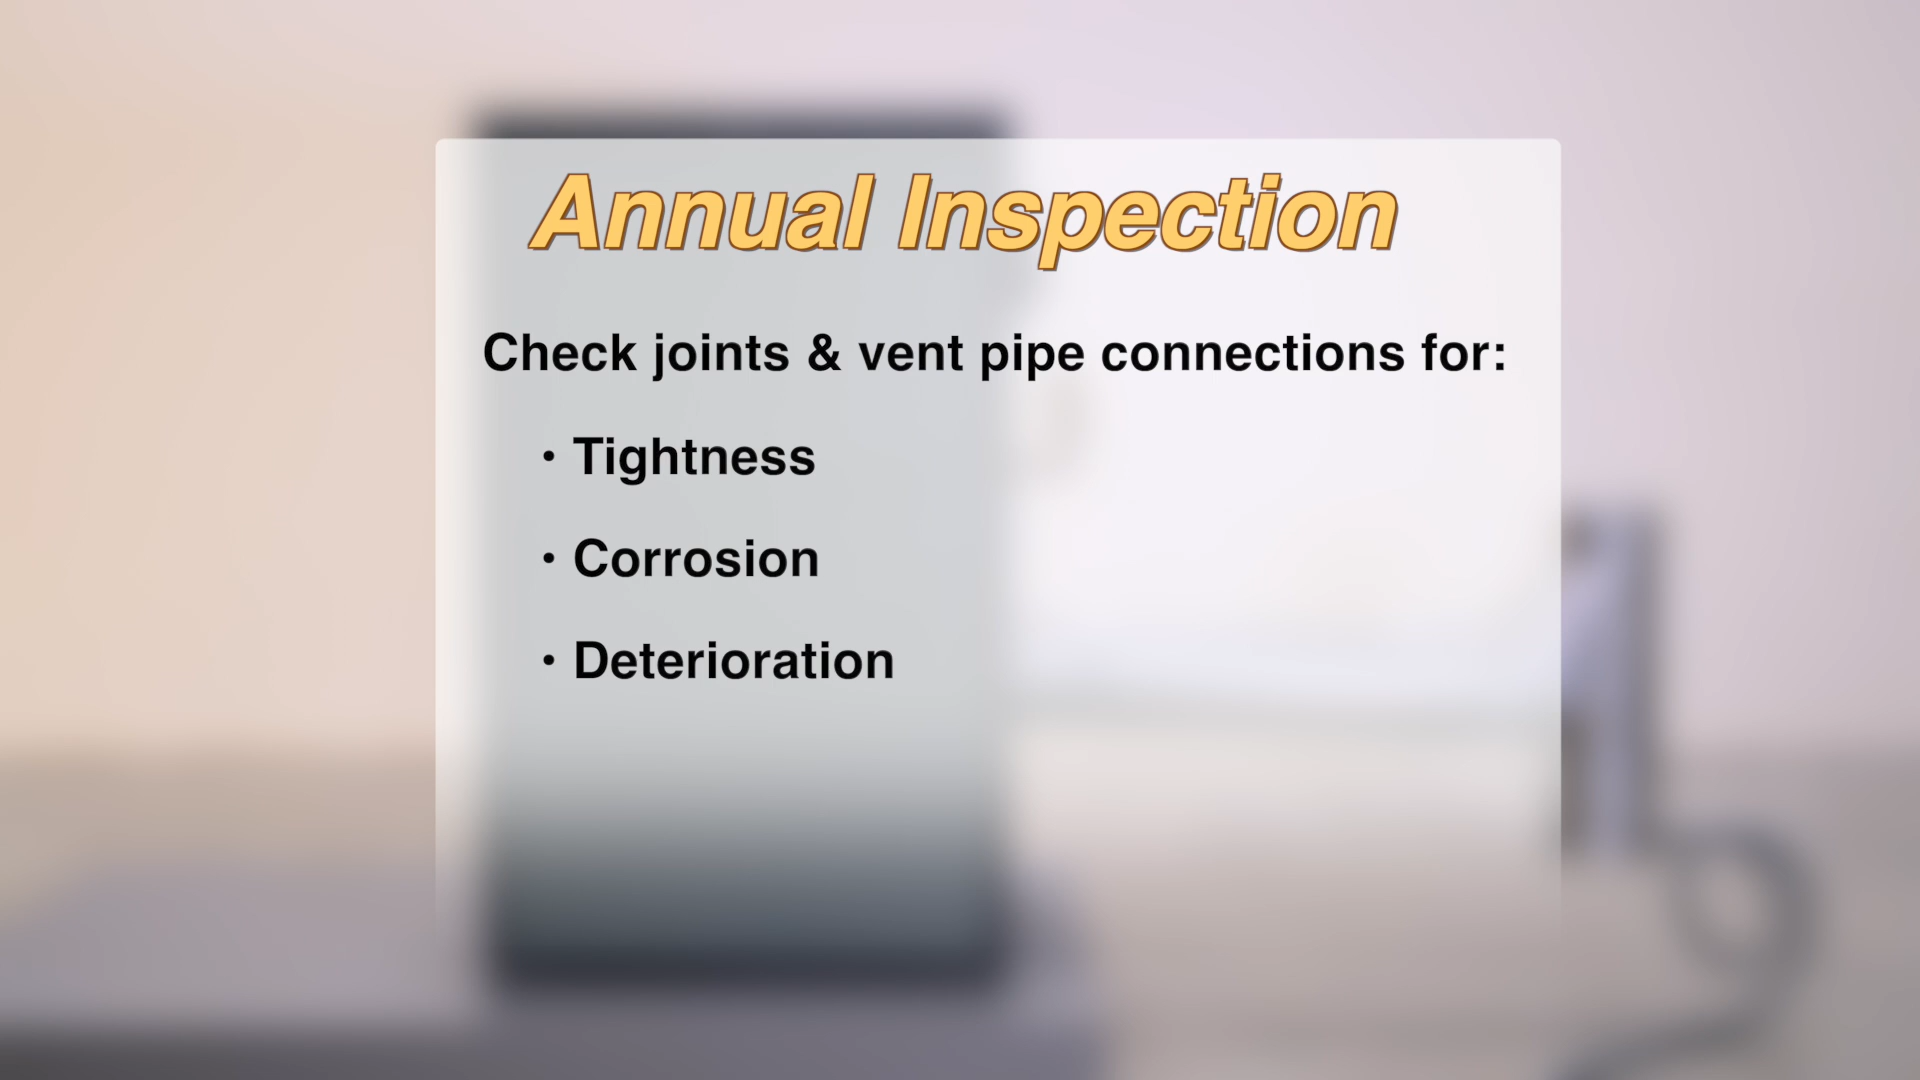 Annual Inspection
Check joints & vent pipe connections for:
• Tightness
• Corrosion
• Deterioration